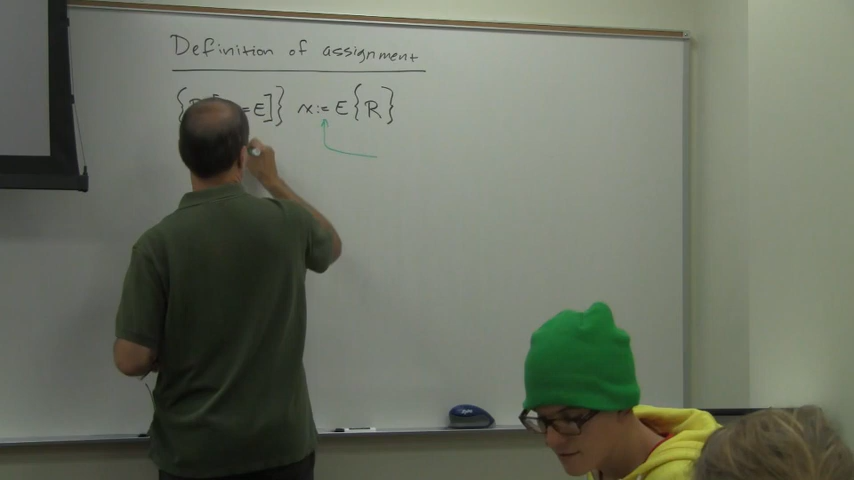 Definition of assignment
{R[ =E]} x:=E{R}